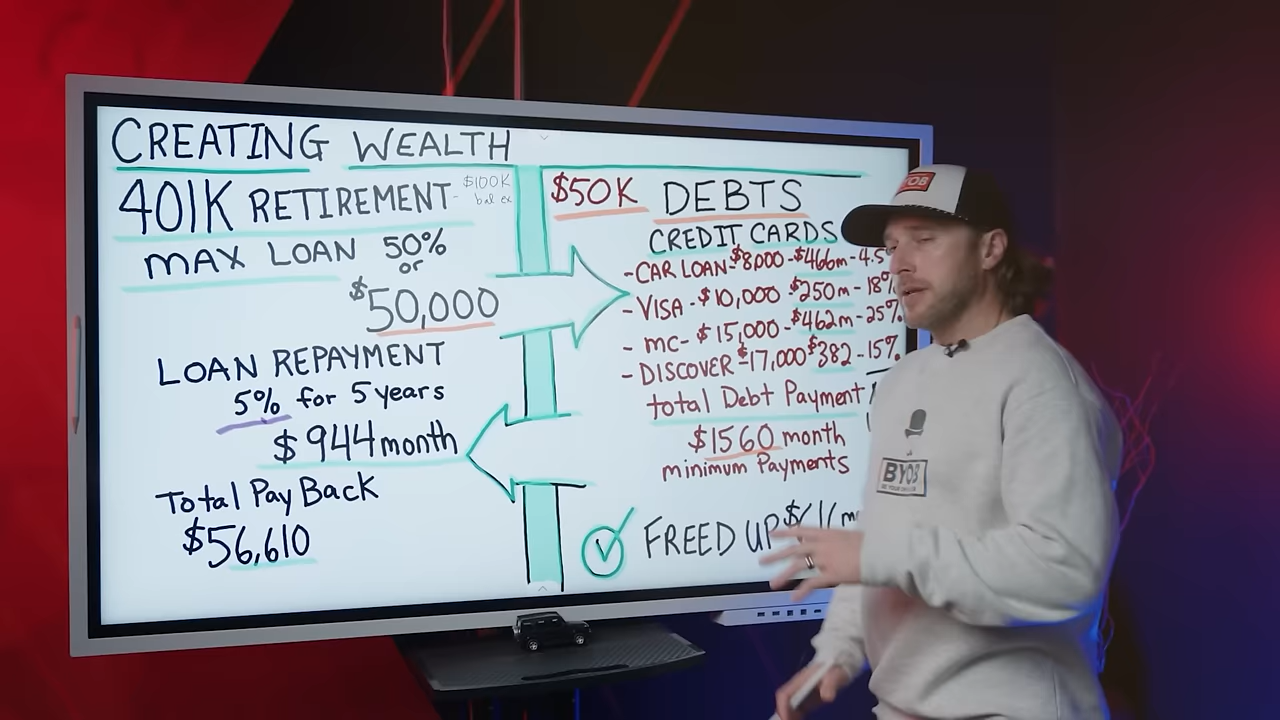 CREATING WEALTH
401K RETIREMENT- $100K bal ex
MAX LOAN 50%
or
$50,000
LOAN REPAYMENT
5% for 5 years
$944 month
Total Pay Back
$56,610
$50K DEBTS
CREDIT CARDS
- CAR LOAN - $8,000 - $466m - 4.5
- VISA - $10,000 - $250m - 18%
- MC - $15,000 - $462m - 25%
- DISCOVER - $17,000 $382 - 15%
total Debt Payment
$1560 month
minimum Payments
FREED UP
BYOB